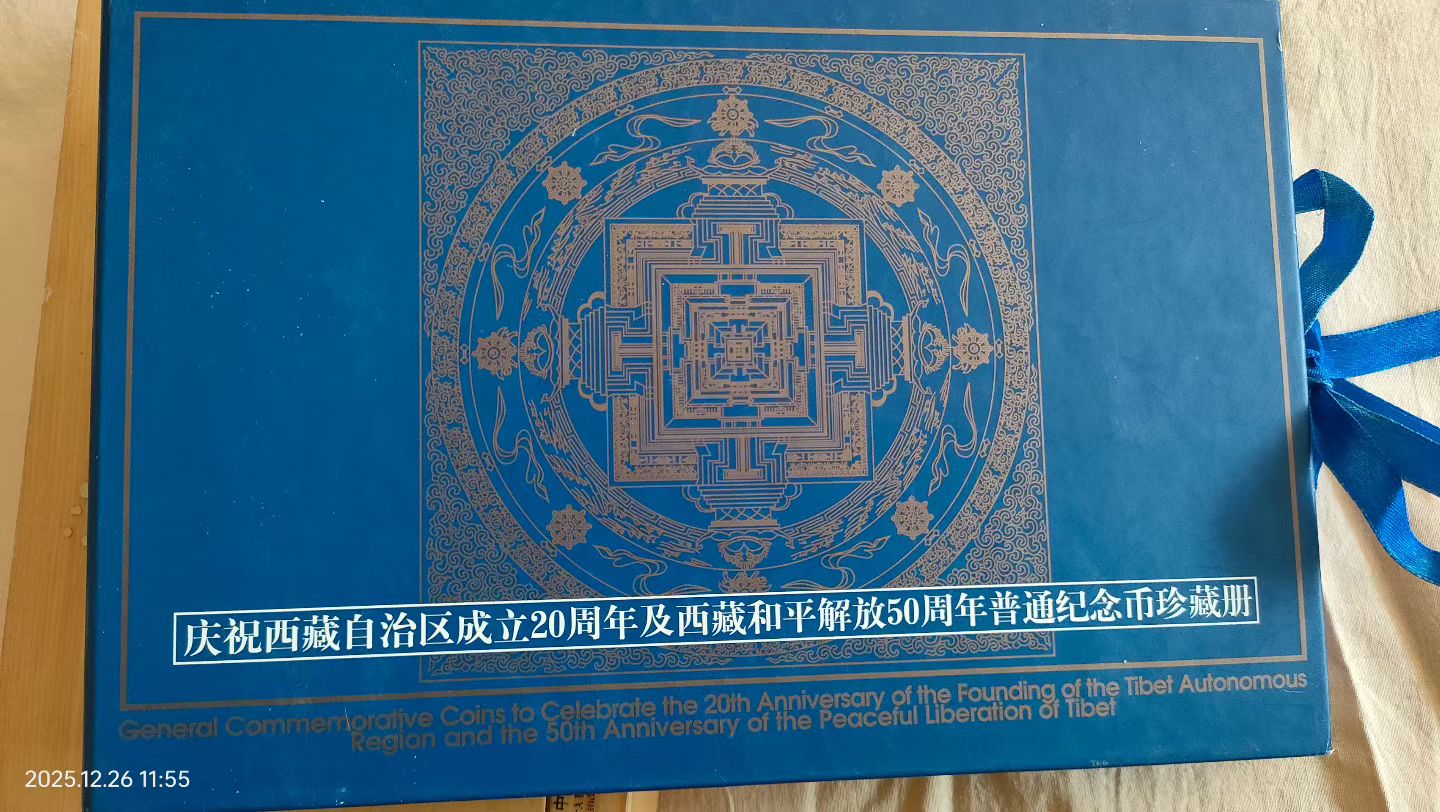 庆祝西藏自治区成立20周年及西藏和平解放50周年普通纪念币珍藏册
General Commemorative Coins to Celebrate the 20th Anniversary of the Founding of the Tibet Autonomous
Region and the 50th Anniversary of the Peaceful Liberation of Tibet
2025.12.26 11:55